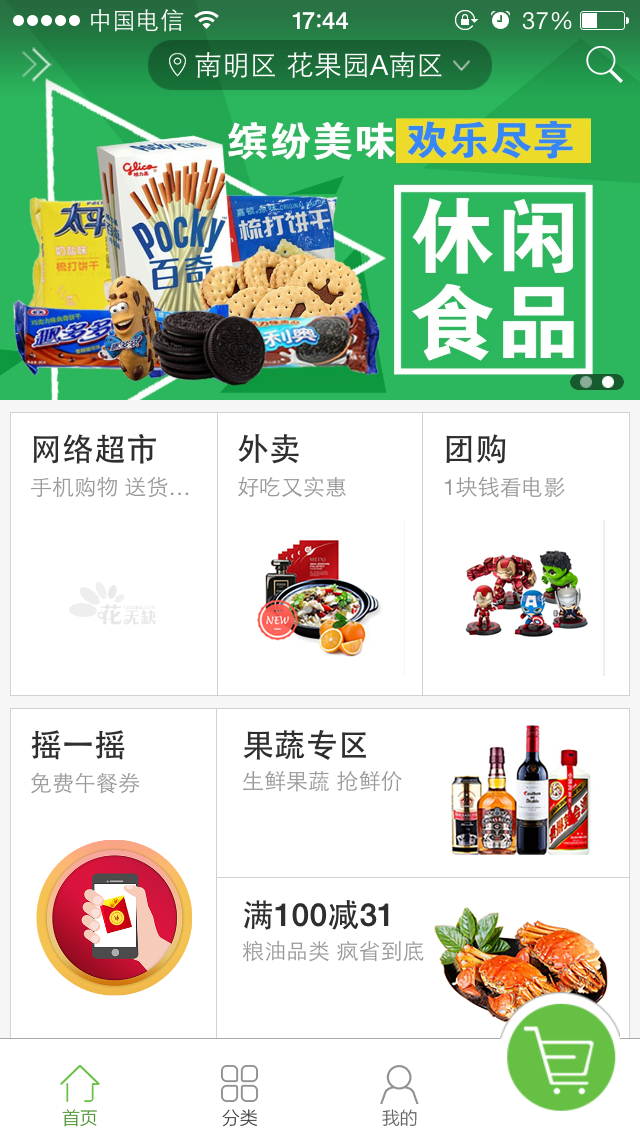 中国电信
17:44
37%
南明区 花果园A南区
缤纷美味 欢乐尽享
休闲
食品
Glico
格力高
Pocky
百奇
太平
奶盐味
梳打饼干
嘉顿
梳打饼干
趣多多
利奥
网络超市
手机购物 送货...
花无缺
外卖
好吃又实惠
MEIXI
NEW
团购
1块钱看电影
A
摇一摇
免费午餐券
果蔬专区
生鲜果蔬 抢鲜价
满100减31
粮油品类 疯省到底
首页
分类
我的